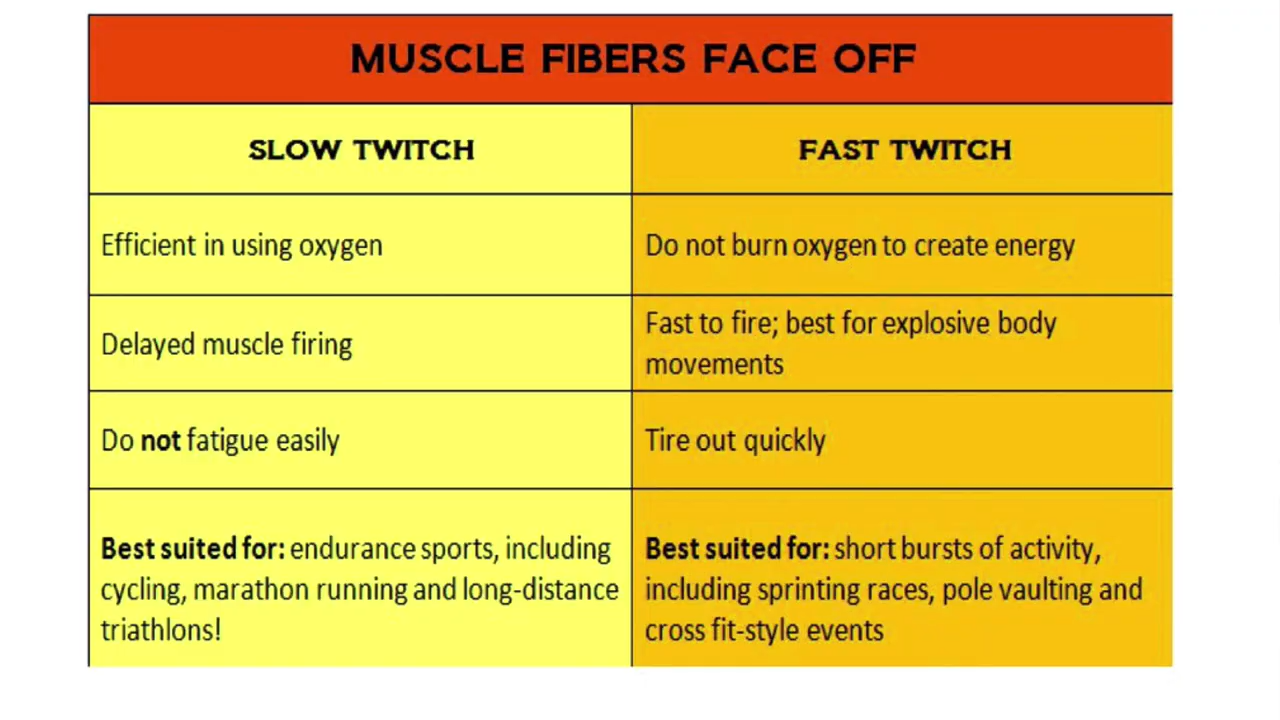 MUSCLE FIBERS FACE OFF
SLOW TWITCH
FAST TWITCH
Efficient in using oxygen
Do not burn oxygen to create energy
Delayed muscle firing
Fast to fire; best for explosive body
movements
Do not fatigue easily
Tire out quickly
Best suited for: endurance sports, including
cycling, marathon running and long-distance
triathlons!
Best suited for: short bursts of activity,
including sprinting races, pole vaulting and
cross fit-style events